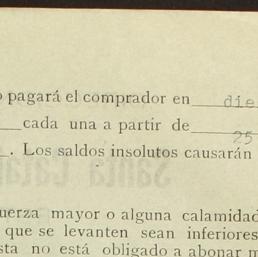 pagará el comprador en die
cada una a partir de
25
. Los saldos insolutos causarán
uerza mayor o alguna calamidad
que se levanten sean inferiores
sta no está obligado a abonar m